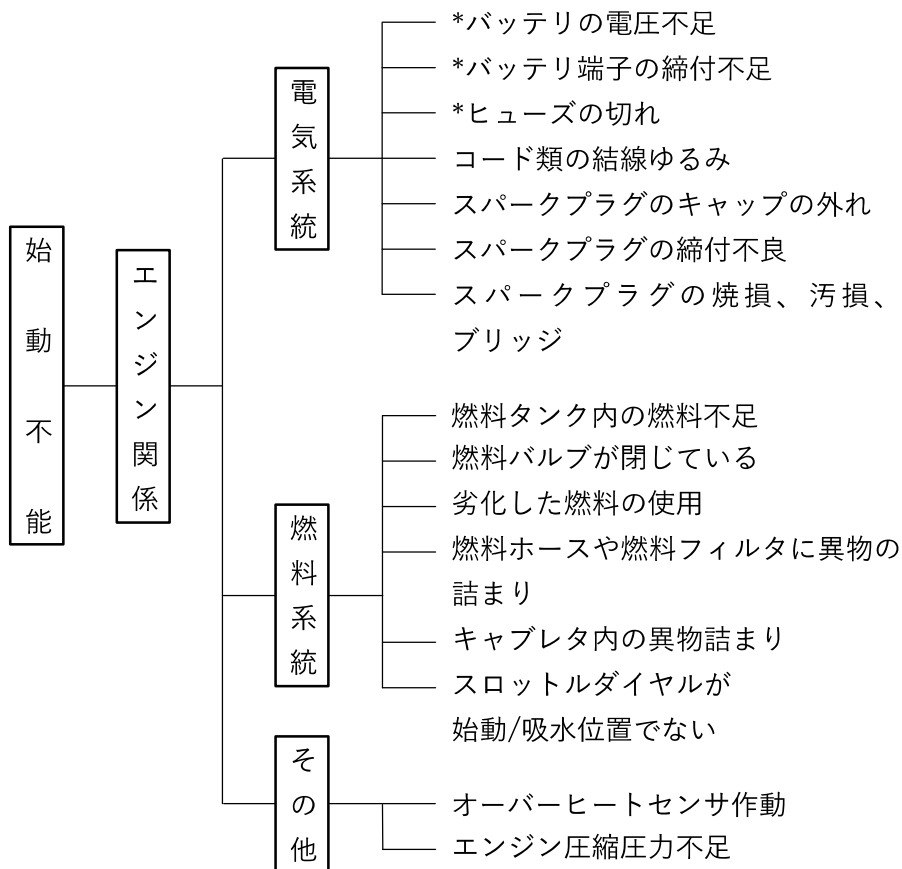 始動不能
エンジン関係
電気系統
*バッテリの電圧不足
*バッテリ端子の締付不足
*ヒューズの切れ
コード類の結線ゆるみ
スパークプラグのキャップの外れ
スパークプラグの締付不良
スパークプラグの焼損、汚損、
ブリッジ
燃料系統
燃料タンク内の燃料不足
燃料バルブが閉じている
劣化した燃料の使用
燃料ホースや燃料フィルタに異物の
詰まり
キャブレタ内の異物詰まり
スロットルダイヤルが
始動/吸水位置でない
その他
オーバーヒートセンサ作動
エンジン圧縮圧力不足